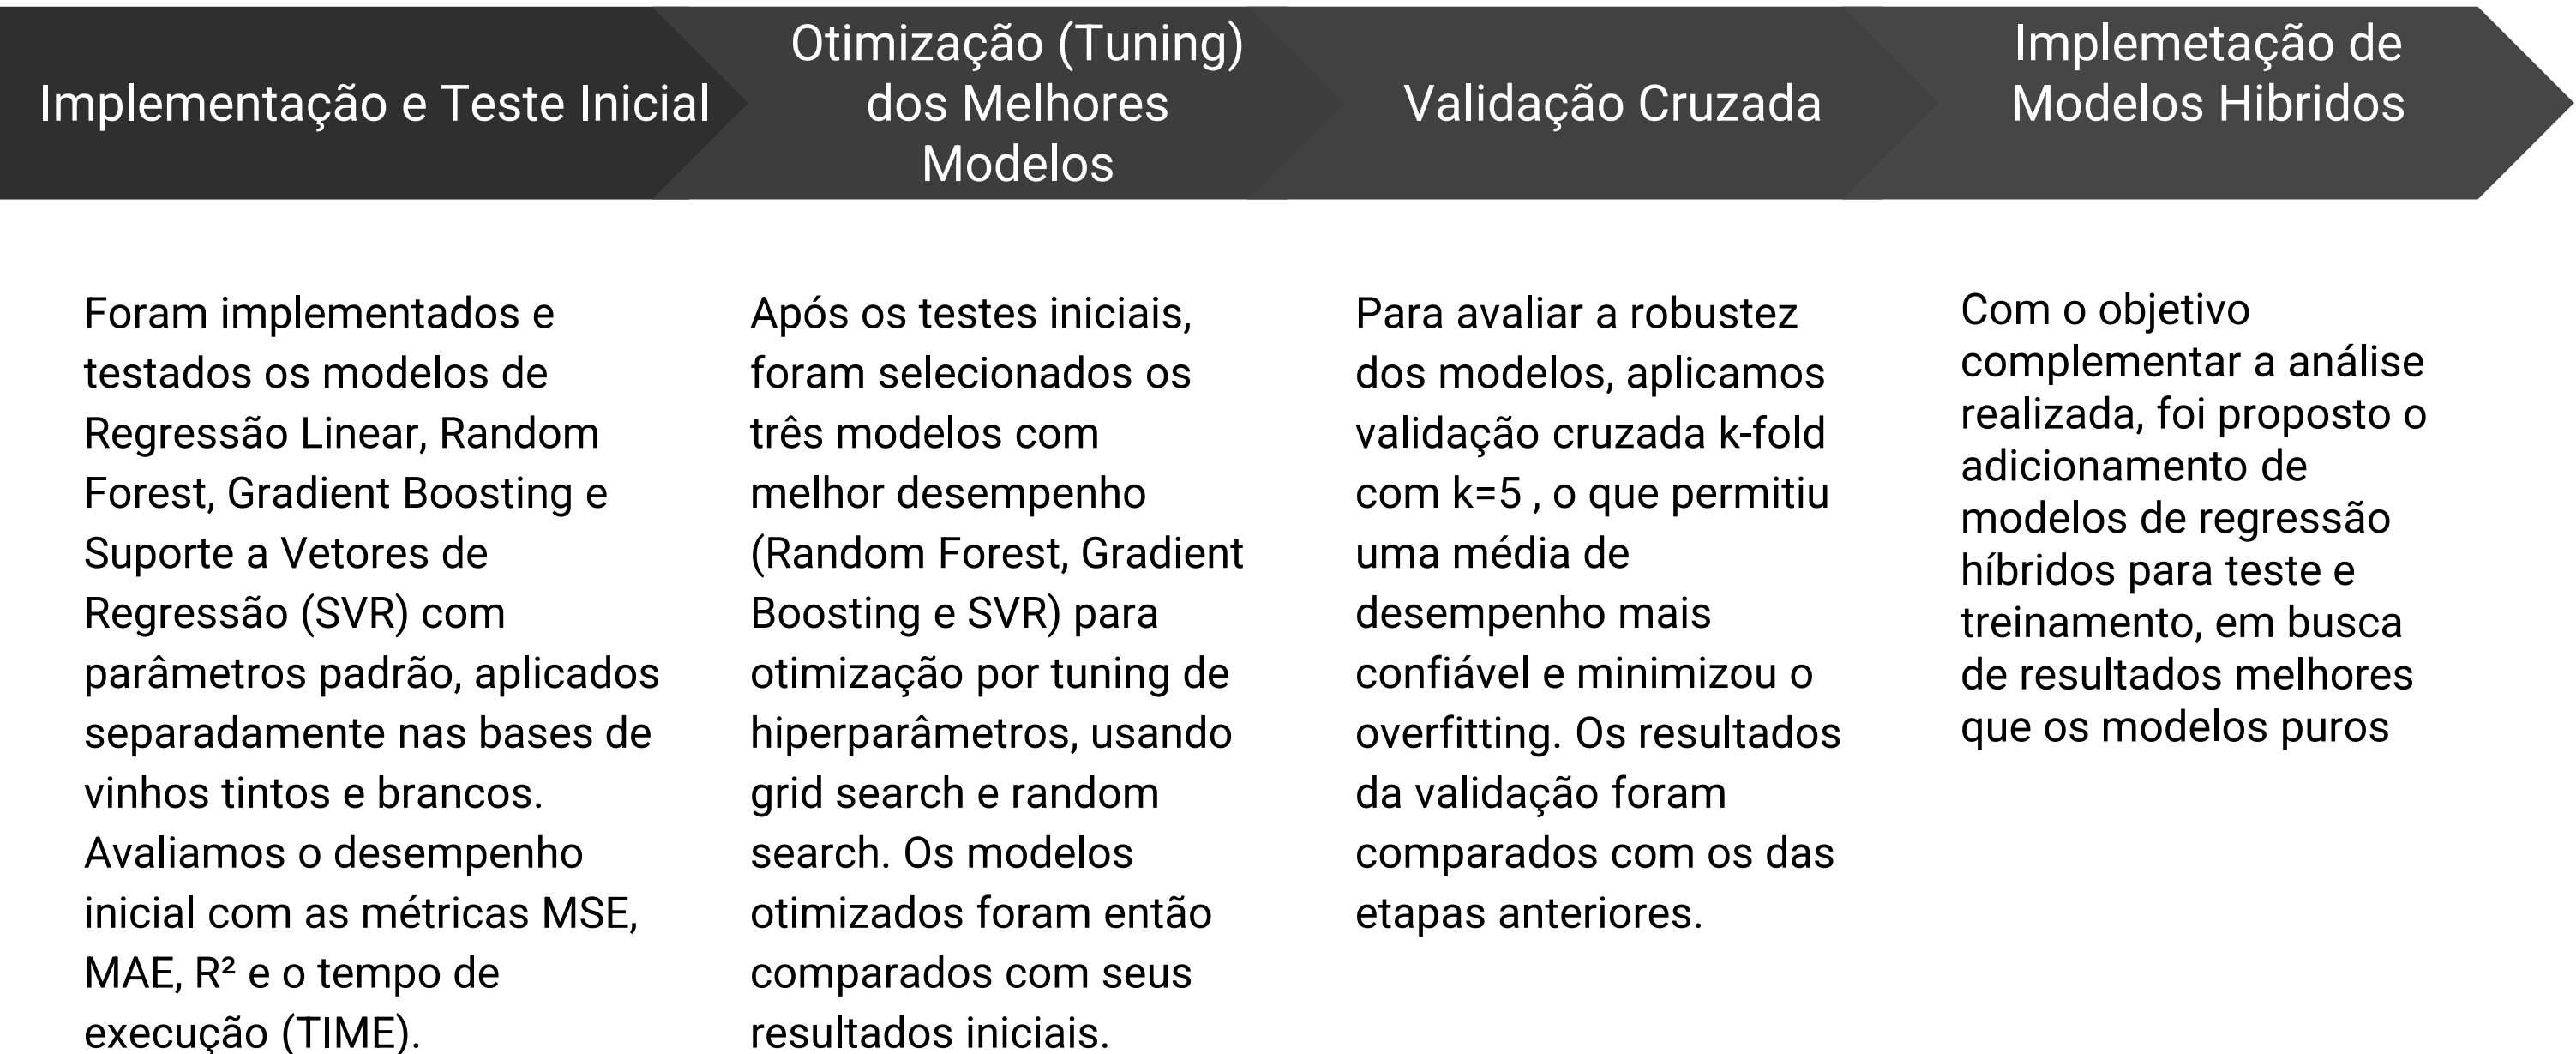 Implementação e Teste Inicial
Otimização (Tuning)
dos Melhores
Modelos
Validação Cruzada
Implemetação de
Modelos Hibridos
Foram implementados e
testados os modelos de
Regressão Linear, Random
Forest, Gradient Boosting e
Suporte a Vetores de
Regressão (SVR) com
parâmetros padrão, aplicados
separadamente nas bases de
vinhos tintos e brancos.
Avaliamos o desempenho
inicial com as métricas MSE,
MAE, R² e o tempo de
execução (TIME).
Após os testes iniciais,
foram selecionados os
três modelos com
melhor desempenho
(Random Forest, Gradient
Boosting e SVR) para
otimização por tuning de
hiperparâmetros, usando
grid search e random
search. Os modelos
otimizados foram então
comparados com seus
resultados iniciais.
Para avaliar a robustez
dos modelos, aplicamos
validação cruzada k-fold
com k=5 , o que permitiu
uma média de
desempenho mais
confiável e minimizou o
overfitting. Os resultados
da validação foram
comparados com os das
etapas anteriores.
Com o objetivo
complementar a análise
realizada, foi proposto o
adicionamento de
modelos de regressão
híbridos para teste e
treinamento, em busca
de resultados melhores
que os modelos puros